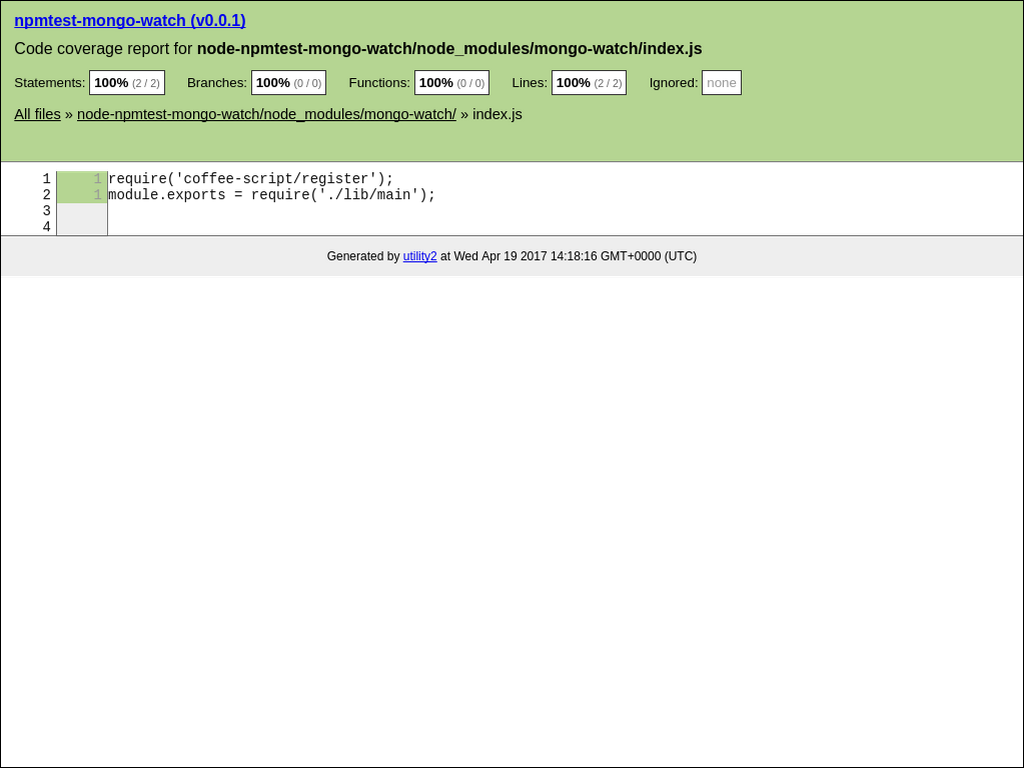 npmtest-mongo-watch (v0.0.1)
Code coverage report for node-npmtest-mongo-watch/node_modules/mongo-watch/index.js
Statements: 100% (2 / 2) Branches: 100% (0 / 0) Functions: 100% (0 / 0) Lines: 100% (2 / 2) Ignored: none
All files » node-npmtest-mongo-watch/node_modules/mongo-watch/ » index.js
1 1 require('coffee-script/register');
2 1 module.exports = require('./lib/main');
3
4
Generated by utility2 at Wed Apr 19 2017 14:18:16 GMT+0000 (UTC)